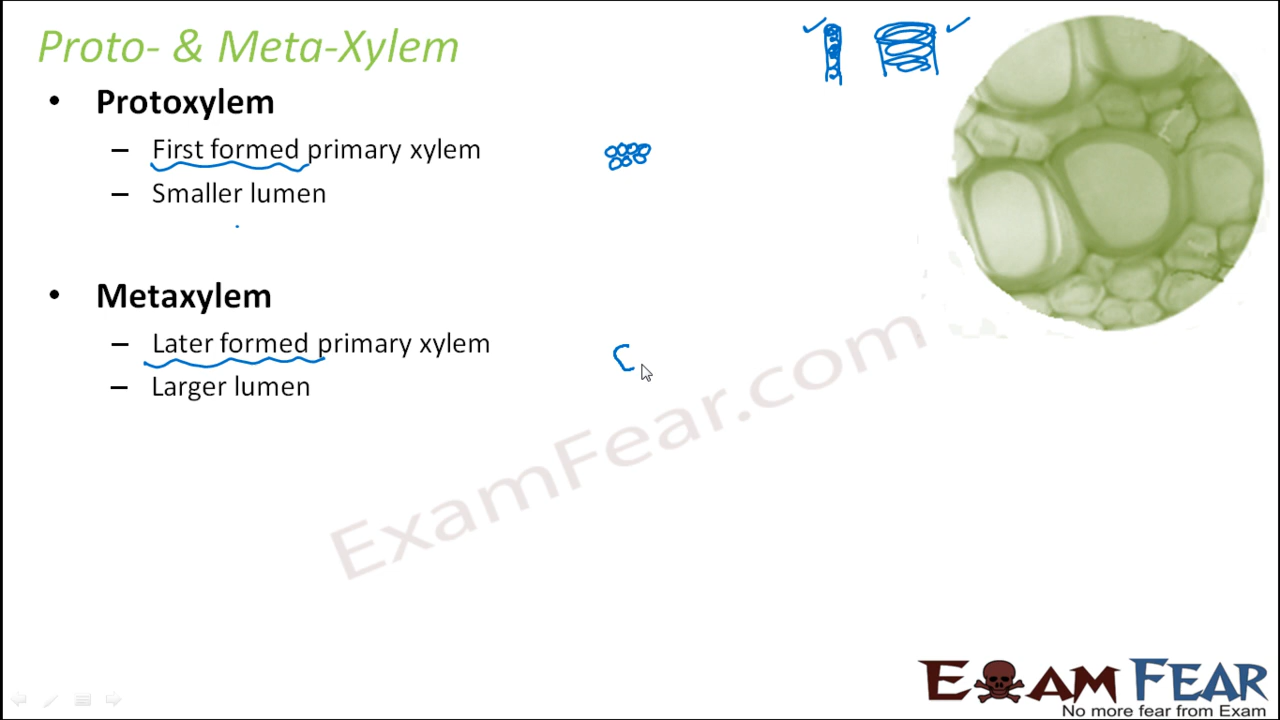 Proto- & Meta-Xylem
• Protoxylem
– First formed primary xylem
– Smaller lumen
• Metaxylem
– Later formed primary xylem
– Larger lumen
ExamFear.com
EXAM FEAR
No more fear from Exam